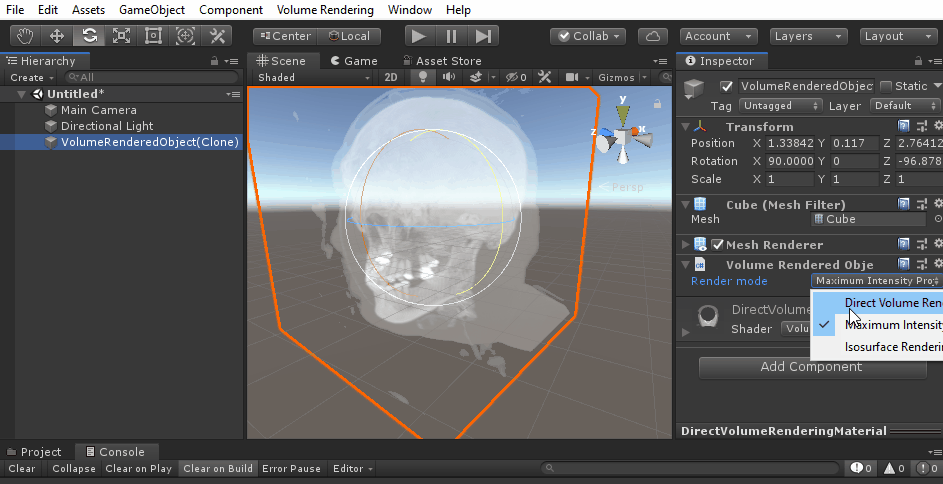 File Edit Assets GameObject Component Volume Rendering Window Help
Center Local Collab Account Layers Layout
Hierarchy
Create All
Untitled*
Main Camera
Directional Light
VolumeRenderedObject(Clone)
Scene Game Asset Store
Shaded 2D 0 Gizmos
y
z x
Persp
Inspector
VolumeRenderedObject Static
Tag Untagged Layer Default
Transform
Position X 1.33842 Y 0.117 Z 2.76412
Rotation X 90.0000 Y 0 Z -96.878
Scale X 1 Y 1 Z 1
Cube (Mesh Filter)
Mesh Cube
Mesh Renderer
c#
Volume Rendered Obje
Render mode Maximum Intensity Pro
Direct Volume Ren
Maximum Intensity
Isosurface Renderin
DirectVolume
Shader Volu
Add Component
DirectVolumeRenderingMaterial
Project Console
Clear Collapse Clear on Play Clear on Build Error Pause Editor 0 0 0